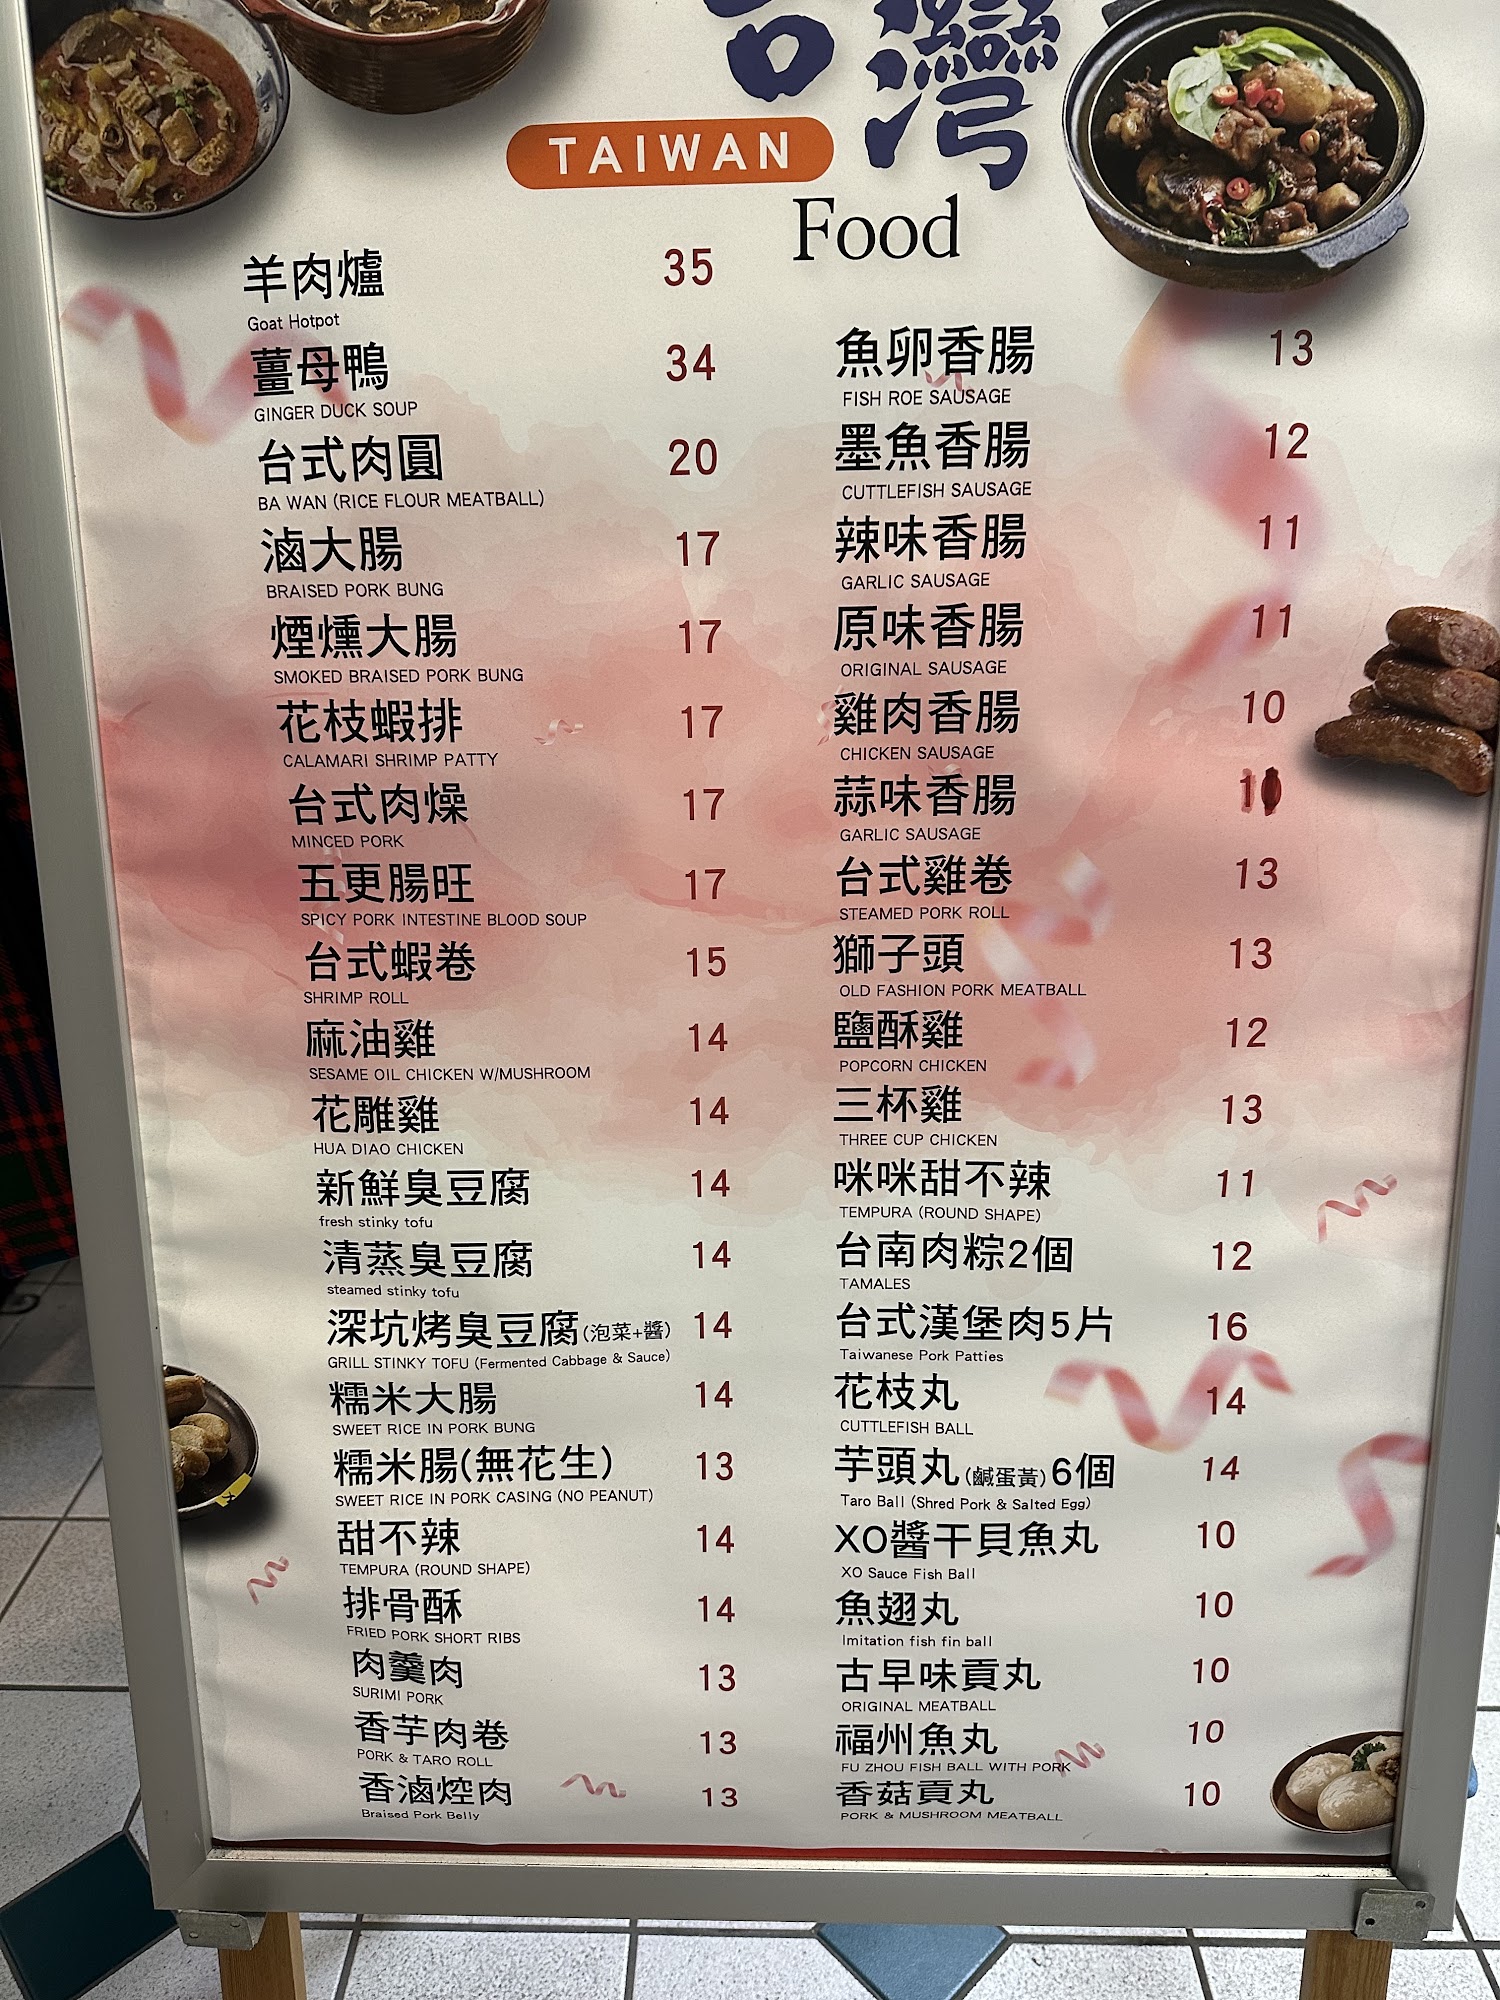 台灣
TAIWAN
Food
羊肉爐 35
Goat Hotpot
薑母鴨 34
GINGER DUCK SOUP
台式肉圓 20
BA WAN (RICE FLOUR MEATBALL)
滷大腸 17
BRAISED PORK BUNG
煙燻大腸 17
SMOKED BRAISED PORK BUNG
花枝蝦排 17
CALAMARI SHRIMP PATTY
台式肉燥 17
MINCED PORK
五更腸旺 17
SPICY PORK INTESTINE BLOOD SOUP
台式蝦卷 15
SHRIMP ROLL
麻油雞 14
SESAME OIL CHICKEN W/MUSHROOM
花雕雞 14
HUA DIAO CHICKEN
新鮮臭豆腐 14
fresh stinky tofu
清蒸臭豆腐 14
steamed stinky tofu
深坑烤臭豆腐(泡菜+醬) 14
GRILL STINKY TOFU (Fermented Cabbage & Sauce)
糯米大腸 14
SWEET RICE IN PORK BUNG
糯米腸(無花生) 13
SWEET RICE IN PORK CASING (NO PEANUT)
甜不辣 14
TEMPURA (ROUND SHAPE)
排骨酥 14
FRIED PORK SHORT RIBS
肉羹肉 13
SURIMI PORK
香芋肉卷 13
PORK & TARO ROLL
香滷焢肉 13
Braised Pork Belly
魚卵香腸 13
FISH ROE SAUSAGE
墨魚香腸 12
CUTTLEFISH SAUSAGE
辣味香腸 11
GARLIC SAUSAGE
原味香腸 11
ORIGINAL SAUSAGE
雞肉香腸 10
CHICKEN SAUSAGE
蒜味香腸
GARLIC SAUSAGE
台式雞卷 13
STEAMED PORK ROLL
獅子頭 13
OLD FASHION PORK MEATBALL
鹽酥雞 12
POPCORN CHICKEN
三杯雞 13
THREE CUP CHICKEN
咪咪甜不辣 11
TEMPURA (ROUND SHAPE)
台南肉粽2個 12
TAMALES
台式漢堡肉5片 16
Taiwanese Pork Patties
花枝丸 14
CUTTLEFISH BALL
芋頭丸(鹹蛋黃)6個 14
Taro Ball (Shred Pork & Salted Egg)
XO醬干貝魚丸 10
XO Sauce Fish Ball
魚翅丸 10
Imitation fish fin ball
古早味貢丸 10
ORIGINAL MEATBALL
福州魚丸 10
FU ZHOU FISH BALL WITH PORK
香菇貢丸 10
PORK & MUSHROOM MEATBALL